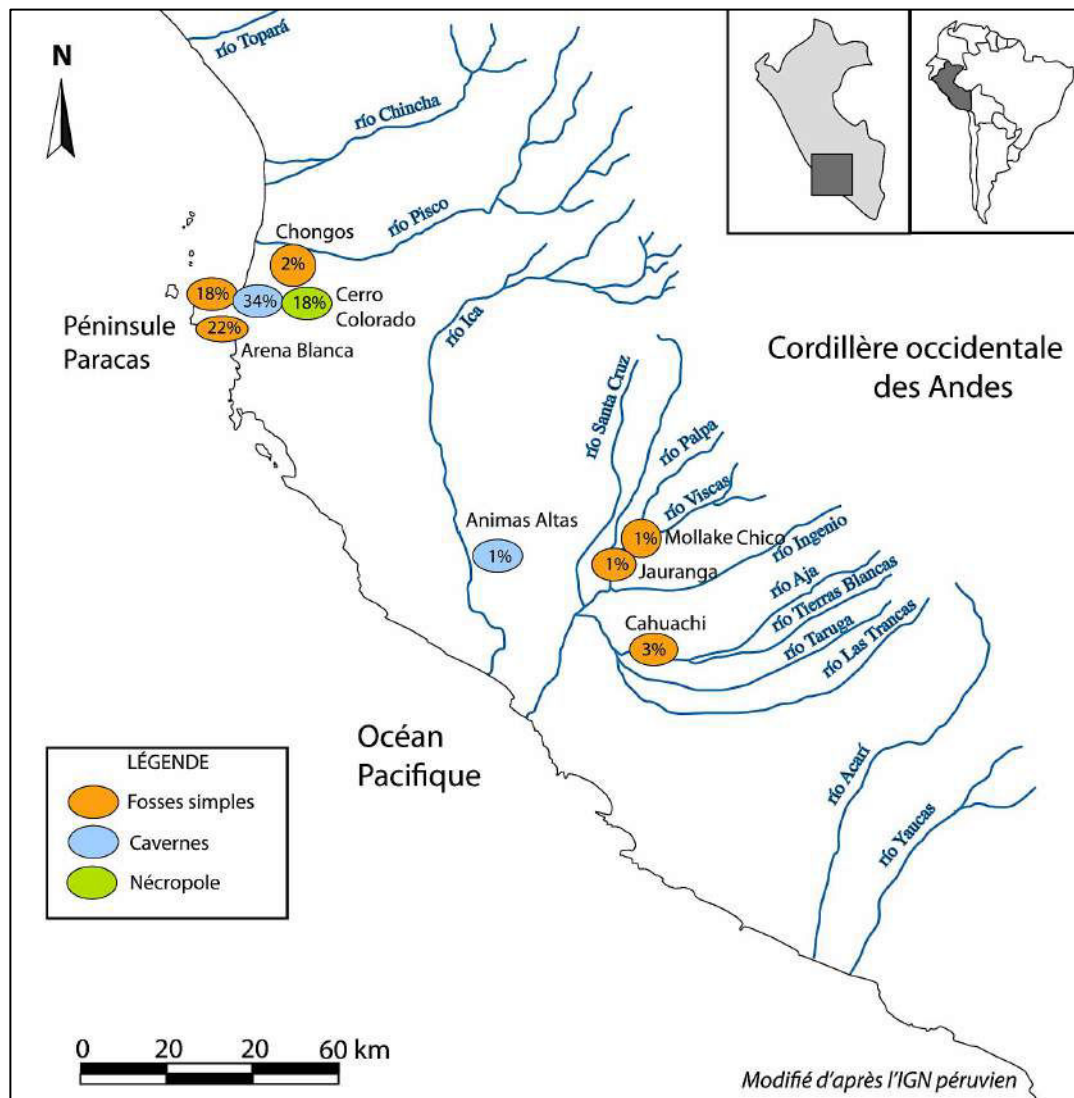 N
río Topará
río Chincha
río Pisco
Chongos
2%
18%
34%
18%
Cerro
Colorado
22%
Arena Blanca
Péninsule
Paracas
río Ica
Cordillère occidentale
des Andes
río Santa Cruz
río Palpa
río Viscas
Animas Altas
1%
1%
Mollake Chico
1%
Jauranga
río Ingenio
río Aja
río Tierras Blancas
río Taruga
río Las Trancas
Cahuachi
3%
Océan
Pacifique
río Acarí
río Yaucas
LÉGENDE
Fosses simples
Cavernes
Nécropole
0 20 20 60 km
Modifié d'après l'IGN péruvien